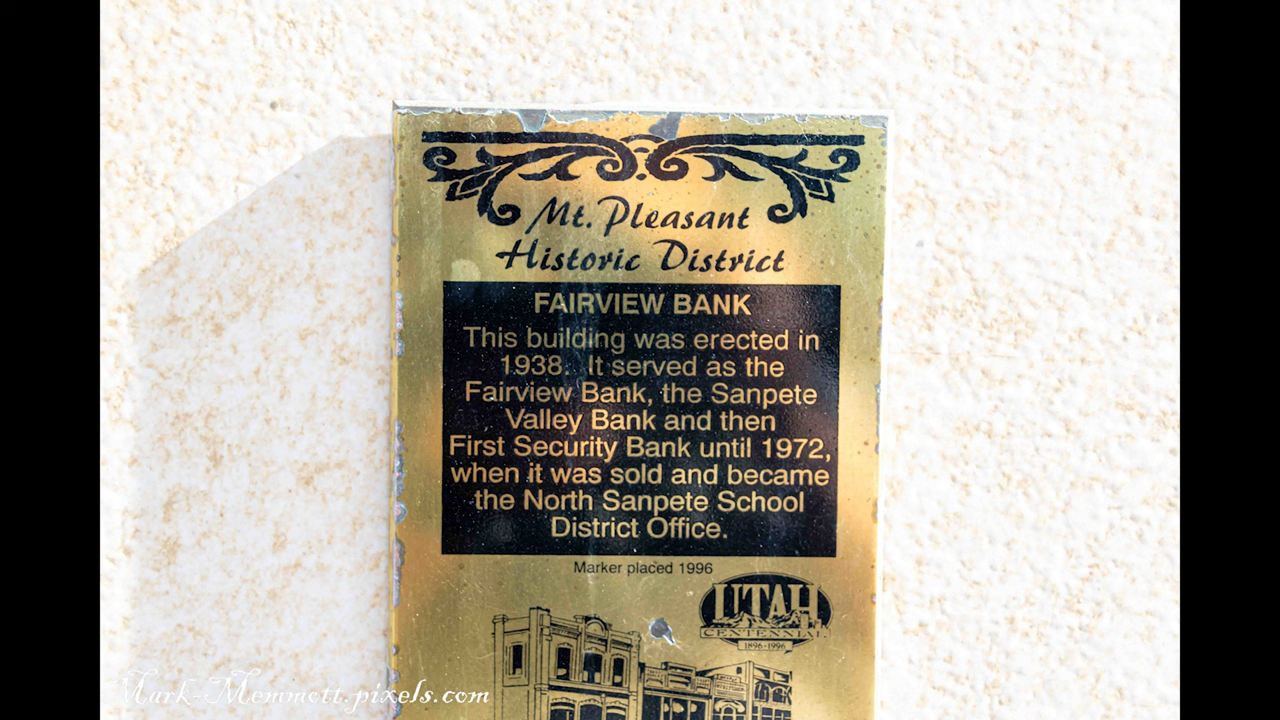 Mt. Pleasant
Historic District
FAIRVIEW BANK
This building was erected in
1938. It served as the
Fairview Bank, the Sanpete
Valley Bank and then
First Security Bank until 1972,
when it was sold and became
the North Sanpete School
District Office.
Marker placed 1996
UTAH
CENTENNIAL
1896-1996
Mark-Memmott.pixels.com